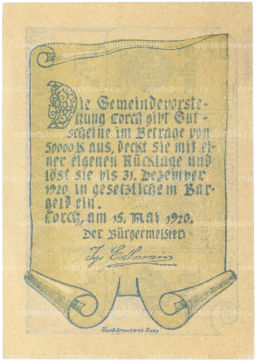 Die Gemeindevorste-
hung Lorch gibt Gut-
scheine im Betrage von
50000 K aus, deckt sie mit ei-
ner eigenen Rücklage und
löst sie bis 31. Dezember
1920 in gesetzlichem Bar-
geld ein.
Lorch, am 15. Mai 1920.
Der Bürgermeister: